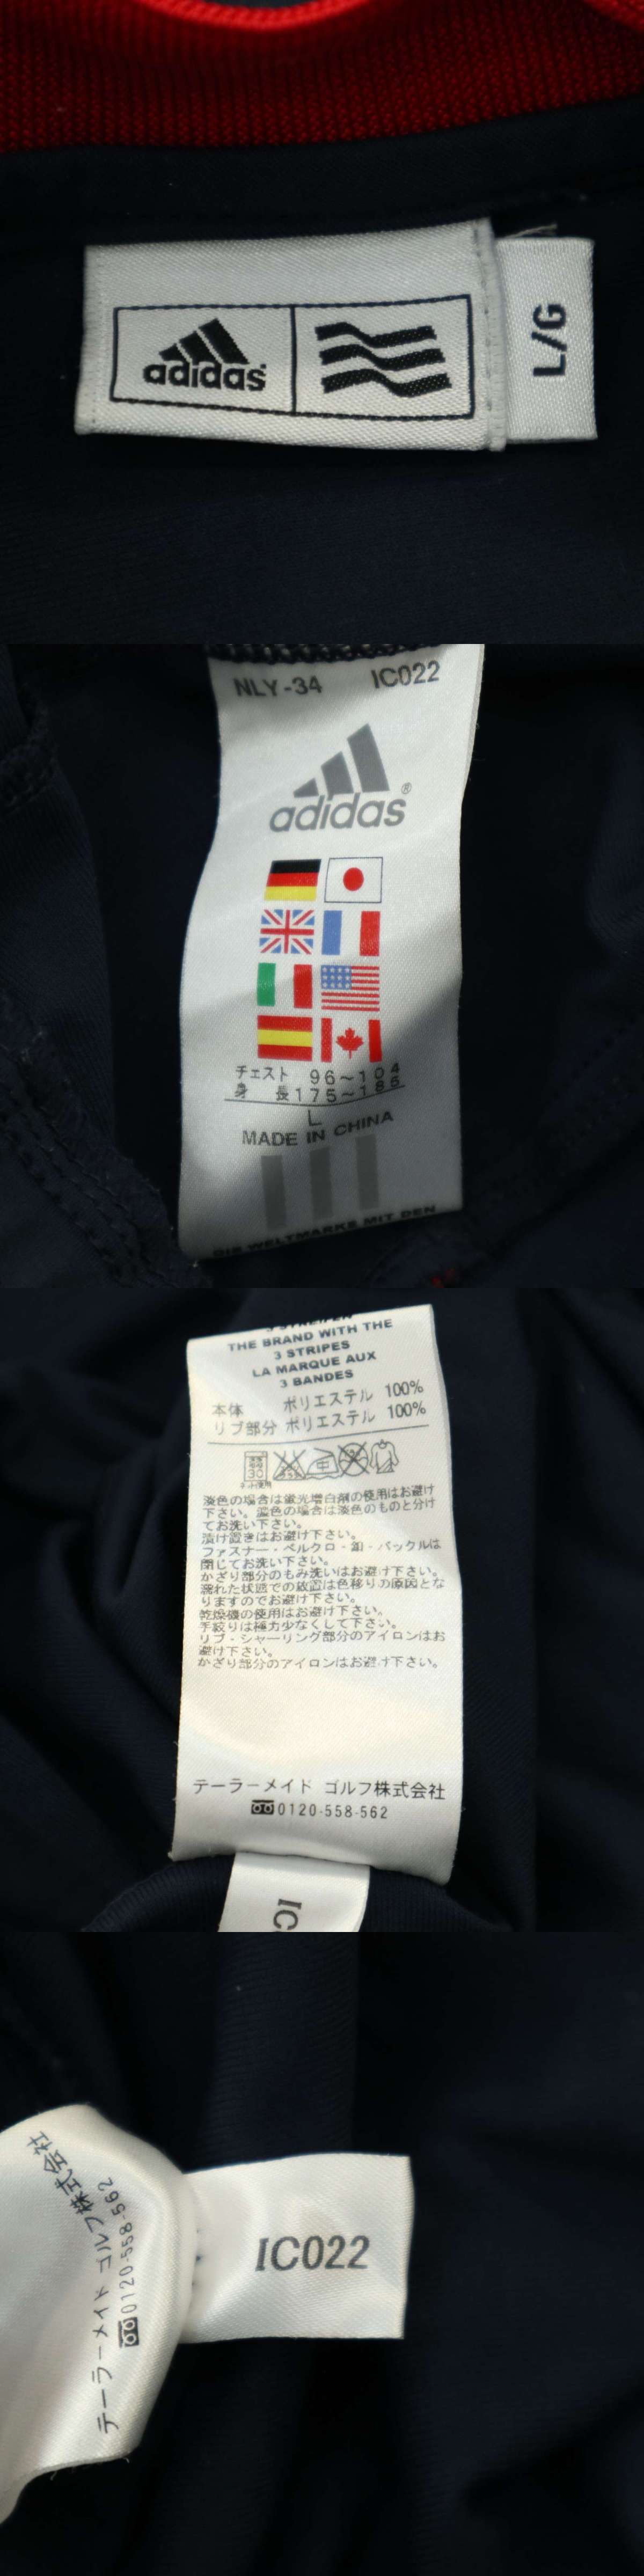 adidas
L/G
NLY-34 IC022
adidas®
チェスト 96~104
身 長175~185
L
MADE IN CHINA
DIE WELTMARKE MIT DEN
3 STREIFEN
THE BRAND WITH THE
3 STRIPES
LA MARQUE AUX
3 BANDES
本体 ポリエステル 100%
リブ部分 ポリエステル 100%
30
ネット使用
淡色の場合は蛍光増白剤の使用はお避け
下さい。濃色の場合は淡色のものと分け
てお洗い下さい。
漬け置きはお避け下さい。
ファスナー・ベルクロ・釦・バックルは
閉じてお洗い下さい。
かざり部分のもみ洗いはお避け下さい。
濡れた状態での放置は色移りの原因とな
りますのでお避け下さい。
乾燥機の使用はお避け下さい。
手絞りは極力少なくして下さい。
リブ・シャーリング部分のアイロンはお
避け下さい。
かざり部分のアイロンはお避け下さい。
テーラーメイド ゴルフ株式会社
0120-558-562
IC
テーラーメイド ゴルフ株式会社
0120-558-562
IC022